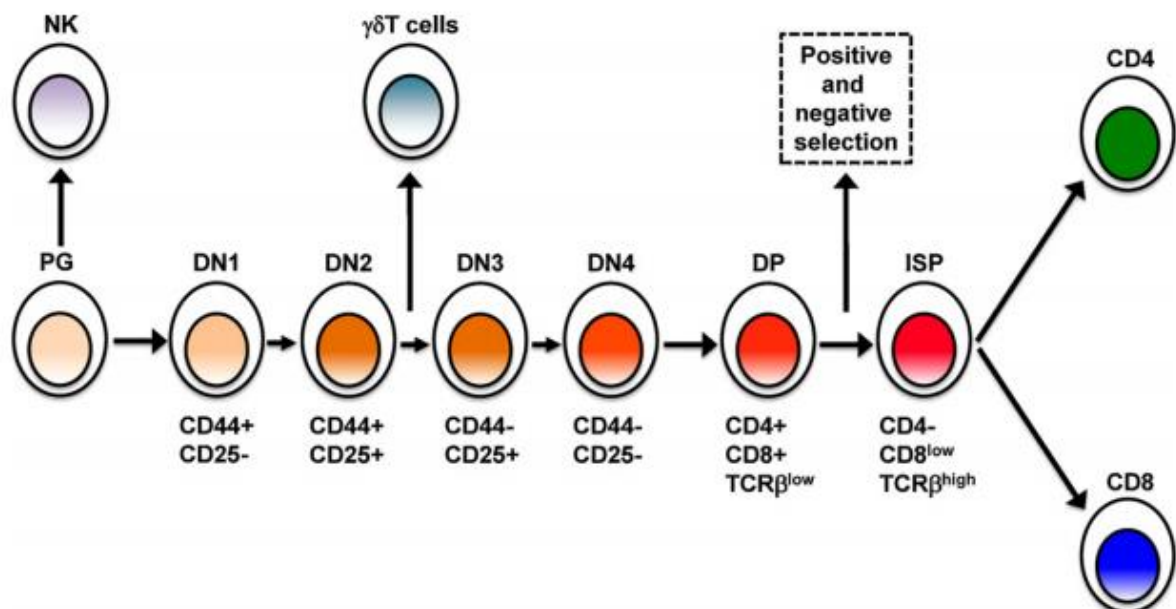 NK
γδT cells
Positive
and
negative
selection
CD4
PG
DN1
DN2
DN3
DN4
DP
ISP
CD44+
CD25-
CD44+
CD25+
CD44-
CD25+
CD44-
CD25-
CD4+
CD8+
TCRβlow
CD4-
CD8low
TCRβhigh
CD8